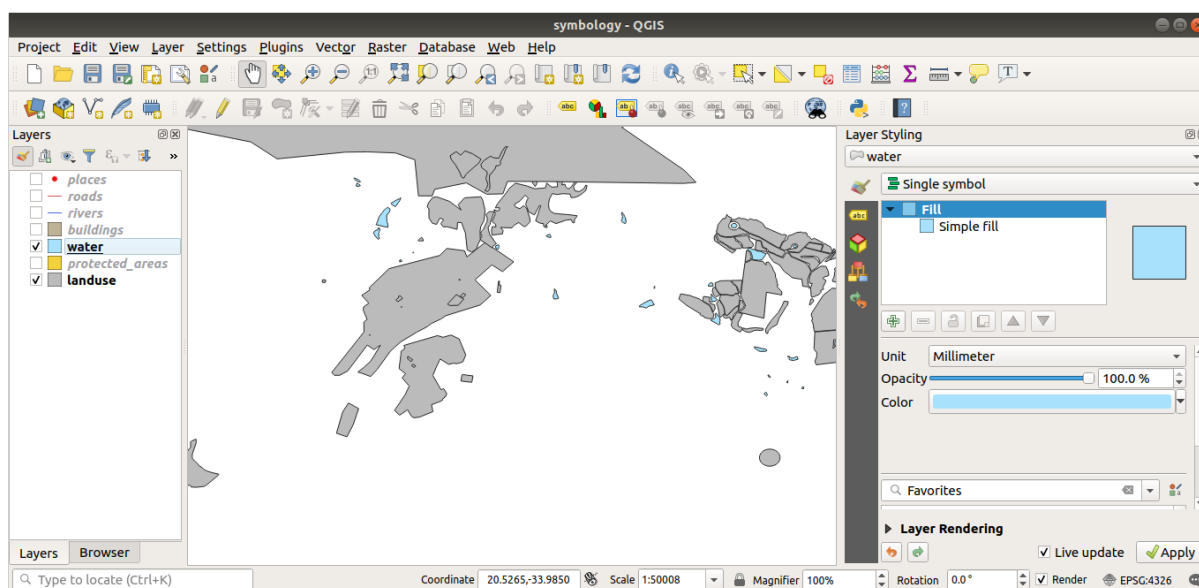 symbology - QGIS
Project Edit View Layer Settings Plugins Vector Raster Database Web Help
Layers
places
roads
rivers
buildings
water
protected_areas
landuse
Layers Browser
Layer Styling
water
Single symbol
Fill
Simple fill
Unit Millimeter
Opacity 100.0 %
Color
Favorites
Layer Rendering
Live update Apply
Type to locate (Ctrl+K) Coordinate 20.5265,-33.9850 Scale 1:50008 Magnifier 100% Rotation 0.0° Render EPSG:4326